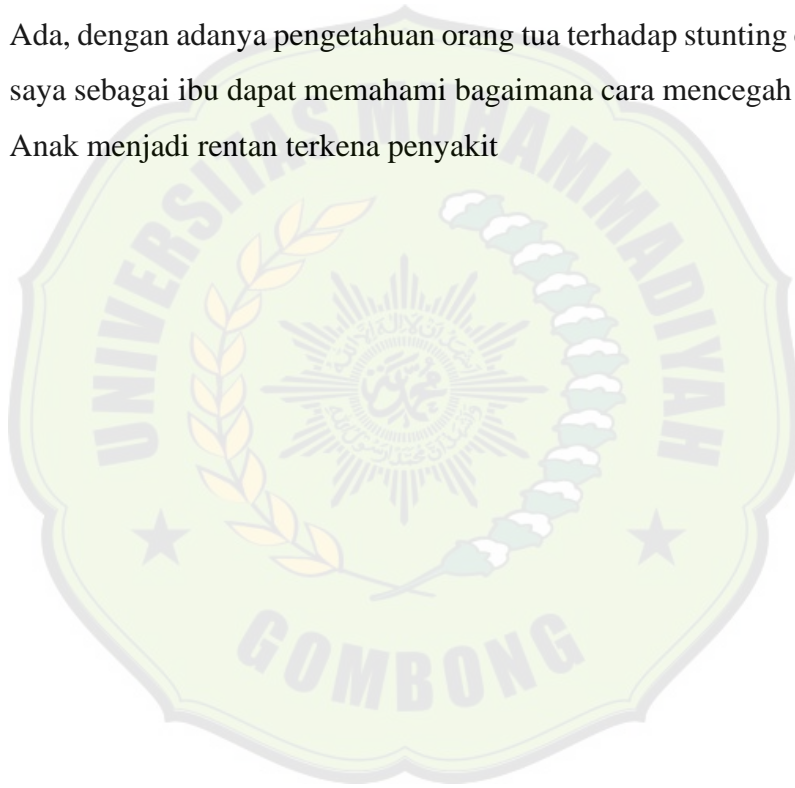 Ada, dengan adanya pengetahuan orang tua terhadap stunting
saya sebagai ibu dapat memahami bagaimana cara mencegah
Anak menjadi rentan terkena penyakit
UNIVERSITAS MUHAMMADIYAH
GOMBONG